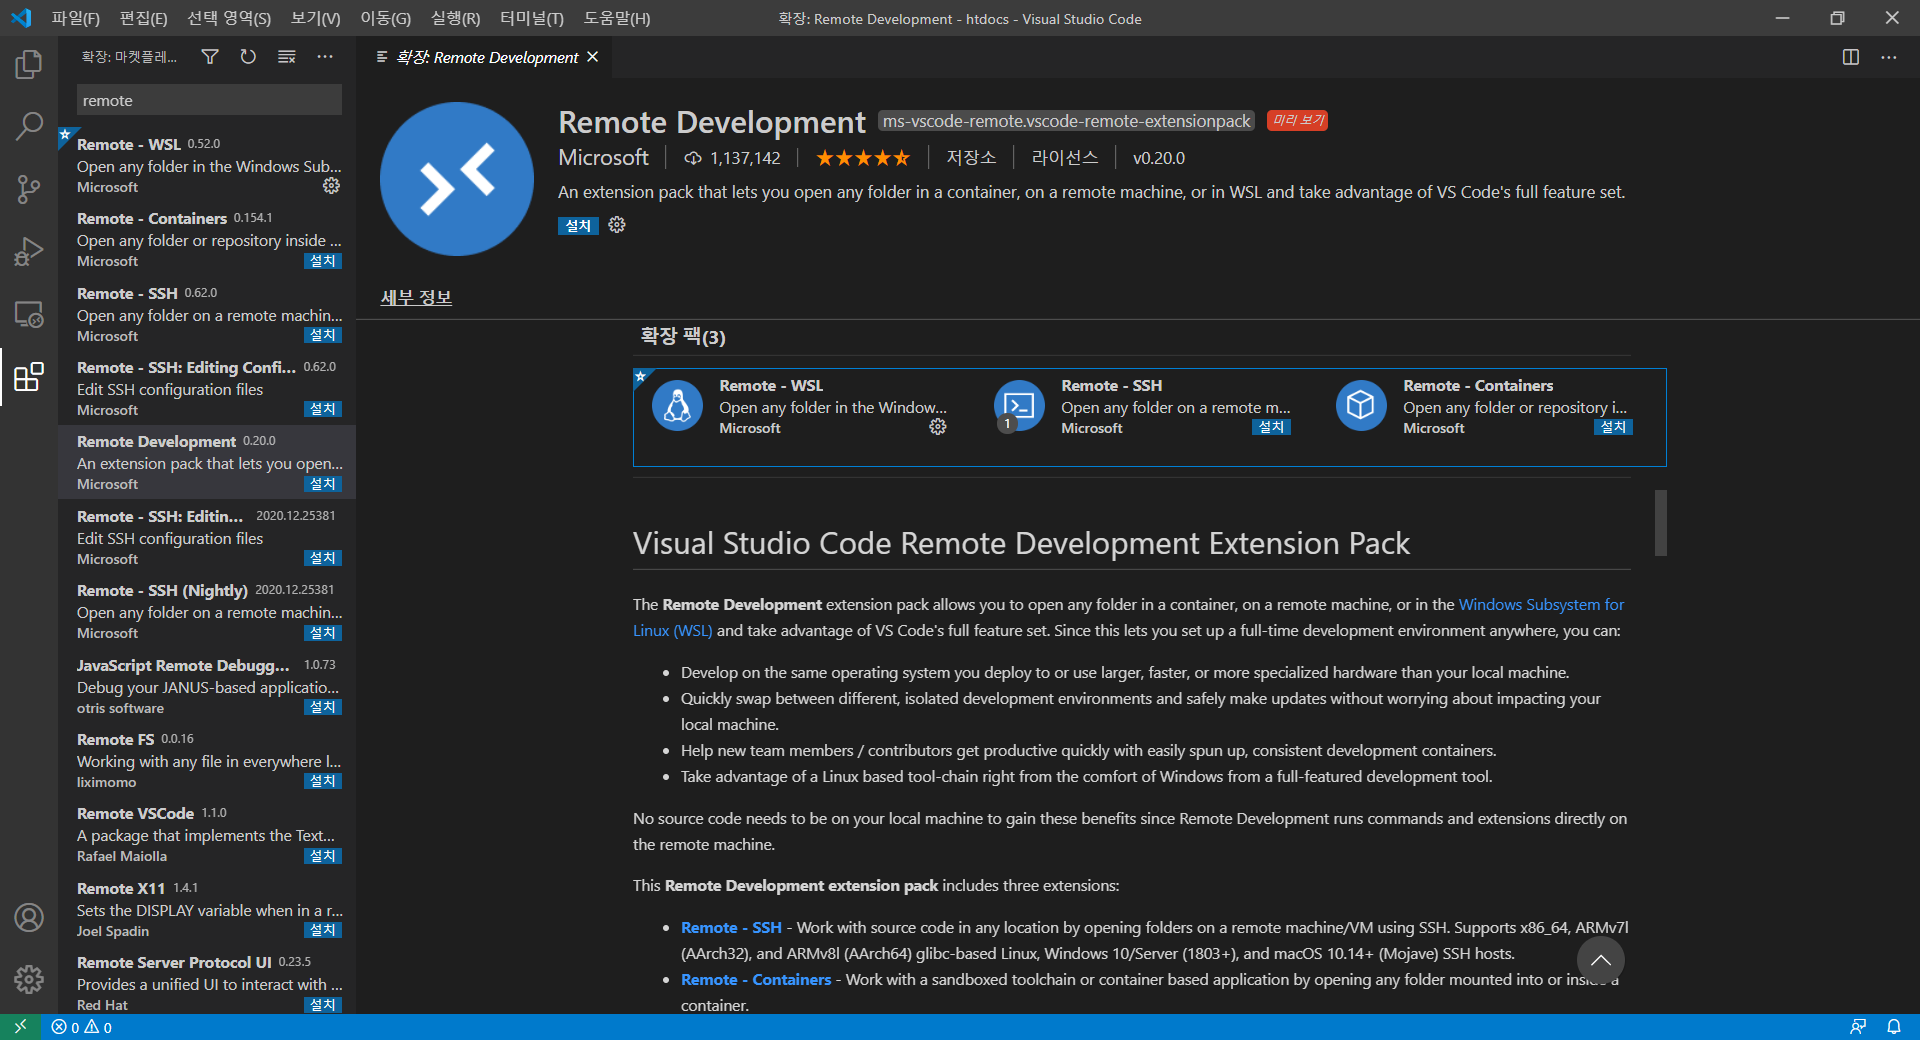 파일(F) 편집(E) 선택 영역(S) 보기(V) 이동(G) 실행(R) 터미널(T) 도움말(H)
확장: Remote Development - htdocs - Visual Studio Code
확장: 마켓플레...
remote
Remote - WSL 0.52.0
Open any folder in the Windows Sub...
Microsoft
Remote - Containers 0.154.1
Open any folder or repository inside ...
Microsoft 설치
Remote - SSH 0.62.0
Open any folder on a remote machin...
Microsoft 설치
Remote - SSH: Editing Confi... 0.62.0
Edit SSH configuration files
Microsoft 설치
Remote Development 0.20.0
An extension pack that lets you open...
Microsoft 설치
Remote - SSH: Editin... 2020.12.25381
Edit SSH configuration files
Microsoft 설치
Remote - SSH (Nightly) 2020.12.25381
Open any folder on a remote machin...
Microsoft 설치
JavaScript Remote Debugg... 1.0.73
Debug your JANUS-based applicatio...
otris software 설치
Remote FS 0.0.16
Working with any file in everywhere l...
liximomo 설치
Remote VSCode 1.1.0
A package that implements the Text...
Rafael Maiolla 설치
Remote X11 1.4.1
Sets the DISPLAY variable when in a r...
Joel Spadin 설치
Remote Server Protocol UI 0.23.5
Provides a unified UI to interact with ...
Red Hat 설치
확장: Remote Development
Remote Development ms-vscode-remote.vscode-remote-extensionpack 미리 보기
Microsoft 1,137,142 저장소 라이선스 v0.20.0
An extension pack that lets you open any folder in a container, on a remote machine, or in WSL and take advantage of VS Code's full feature set.
설치
세부 정보
확장 팩(3)
Remote - WSL
Open any folder in the Window...
Microsoft
1
Remote - SSH
Open any folder on a remote m...
Microsoft 설치
Remote - Containers
Open any folder or repository i...
Microsoft 설치
Visual Studio Code Remote Development Extension Pack
The Remote Development extension pack allows you to open any folder in a container, on a remote machine, or in the Windows Subsystem for
Linux (WSL) and take advantage of VS Code's full feature set. Since this lets you set up a full-time development environment anywhere, you can:
• Develop on the same operating system you deploy to or use larger, faster, or more specialized hardware than your local machine.
• Quickly swap between different, isolated development environments and safely make updates without worrying about impacting your
local machine.
• Help new team members / contributors get productive quickly with easily spun up, consistent development containers.
• Take advantage of a Linux based tool-chain right from the comfort of Windows from a full-featured development tool.
No source code needs to be on your local machine to gain these benefits since Remote Development runs commands and extensions directly on
the remote machine.
This Remote Development extension pack includes three extensions:
• Remote - SSH - Work with source code in any location by opening folders on a remote machine/VM using SSH. Supports x86_64, ARMv7l
(AArch32), and ARMv8l (AArch64) glibc-based Linux, Windows 10/Server (1803+), and macOS 10.14+ (Mojave) SSH hosts.
• Remote - Containers - Work with a sandboxed toolchain or container based application by opening any folder mounted into or inside a
container.
0 0